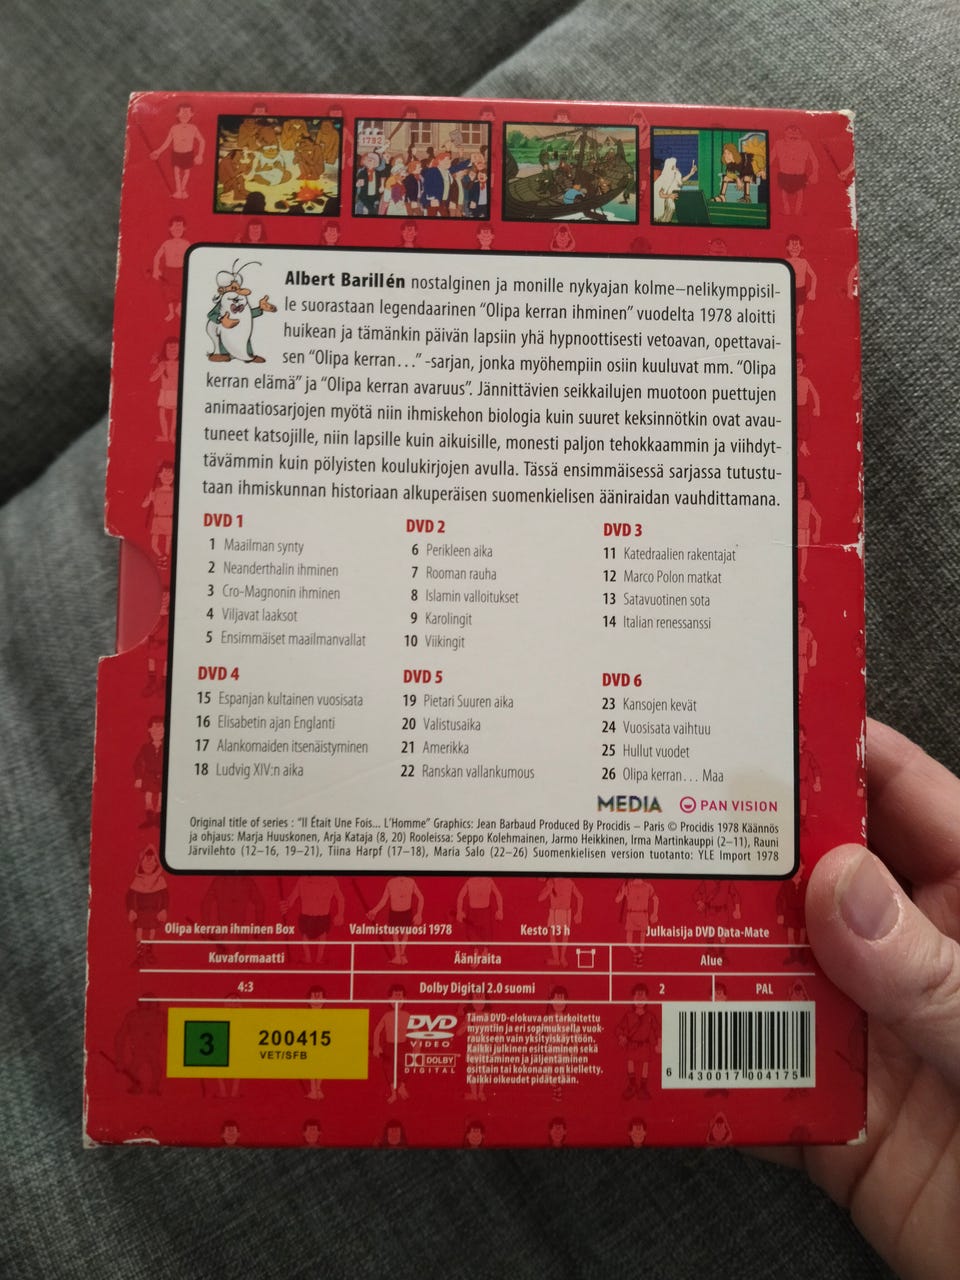 1792
Albert Barillén nostalginen ja monille nykyajan kolme–nelikymppisil-
le suorastaan legendaarinen “Olipa kerran ihminen” vuodelta 1978 aloitti
huikean ja tämänkin päivän lapsiin yhä hypnoottisesti vetoavan, opettavai-
sen “Olipa kerran...” -sarjan, jonka myöhempiin osiin kuuluvat mm. “Olipa
kerran elämä” ja “Olipa kerran avaruus”. Jännittävien seikkailujen muotoon puettujen
animaatiosarjojen myötä niin ihmiskehon biologia kuin suuret keksinnötkin ovat avau-
tuneet katsojille, niin lapsille kuin aikuisille, monesti paljon tehokkaammin ja viihdyt-
tävämmin kuin pölyisten koulukirjojen avulla. Tässä ensimmäisessä sarjassa tutustu-
taan ihmiskunnan historiaan alkuperäisen suomenkielisen ääniraidan vauhdittamana.
DVD 1
1 Maailman synty
2 Neanderthalin ihminen
3 Cro-Magnonin ihminen
4 Viljavat laaksot
5 Ensimmäiset maailmanvallat
DVD 2
6 Perikleen aika
7 Rooman rauha
8 Islamin valloitukset
9 Karolingit
10 Viikingit
DVD 3
11 Katedraalien rakentajat
12 Marco Polon matkat
13 Satavuotinen sota
14 Italian renessanssi
DVD 4
15 Espanjan kultainen vuosisata
16 Elisabetin ajan Englanti
17 Alankomaiden itsenäistyminen
18 Ludvig XIV:n aika
DVD 5
19 Pietari Suuren aika
20 Valistusaika
21 Amerikka
22 Ranskan vallankumous
DVD 6
23 Kansojen kevät
24 Vuosisata vaihtuu
25 Hullut vuodet
26 Olipa kerran... Maa
MEDIA PAN VISION
Original title of series : “Il Était Une Fois... L’Homme” Graphics: Jean Barbaud Produced By Procidis – Paris © Procidis 1978 Käännös
ja ohjaus: Marja Huuskonen, Arja Kataja (8, 20) Rooleissa: Seppo Kolehmainen, Jarmo Heikkinen, Irma Martinkauppi (2–11), Rauni
Järvilehto (12–16, 19–21), Tiina Harpf (17–18), Maria Salo (22–26) Suomenkielisen version tuotanto: YLE Import 1978
Olipa kerran ihminen Box Valmistusvuosi 1978 Kesto 13 h Julkaisija DVD Data-Mate
Kuvaformaatti Ääniraita Alue
4:3 Dolby Digital 2.0 suomi 2 PAL
3 200415
VET/SFB
DVD
VIDEO
DOLBY
DIGITAL
Tämä DVD-elokuva on tarkoitettu
myyntiin ja eri sopimuksella vuok-
raukseen vain yksityiskäyttöön.
Kaikki julkinen esittäminen sekä
levittäminen ja jäljentäminen
osittain tai kokonaan on kielletty.
Kaikki oikeudet pidätetään.
6 430017 004175